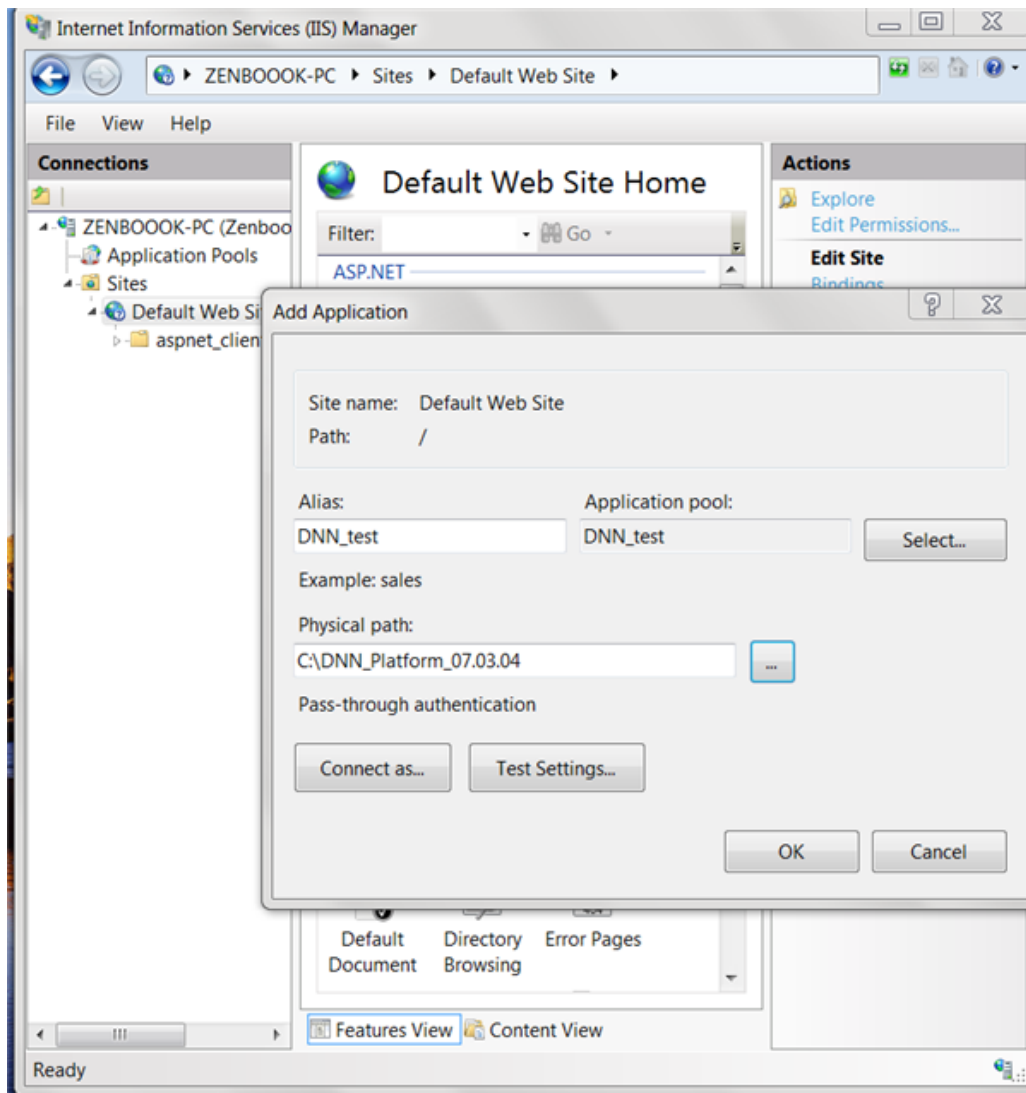 Internet Information Services (IIS) Manager
ZENBOOOK-PC Sites Default Web Site
File View Help
Connections
ZENBOOOK-PC (Zenboo
Application Pools
Sites
Default Web Si
aspnet_clien
Default Web Site Home
Filter: Go
ASP.NET
Actions
Explore
Edit Permissions...
Edit Site
Bindings
Add Application
Site name: Default Web Site
Path: /
Alias:
DNN_test
Application pool:
DNN_test
Select...
Example: sales
Physical path:
C:\DNN_Platform_07.03.04
...
Pass-through authentication
Connect as...
Test Settings...
OK
Cancel
Default Document
Directory Browsing
Error Pages
Features View
Content View
Ready